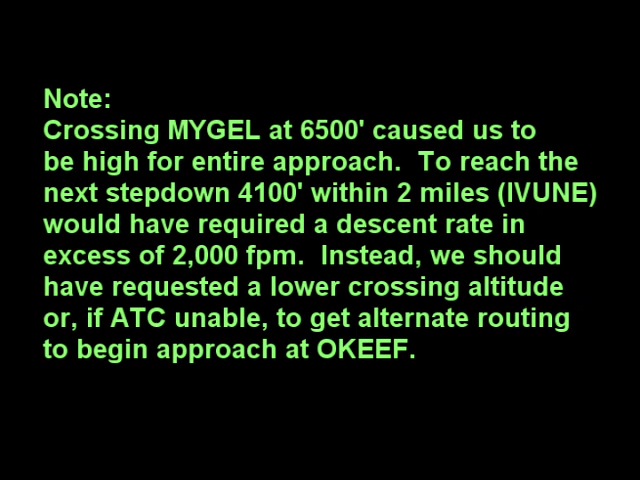 Note:
Crossing MYGEL at 6500' caused us to
be high for entire approach.  To reach the
next stepdown 4100' within 2 miles (IVUNE)
would have required a descent rate in
excess of 2,000 fpm.  Instead, we should
have requested a lower crossing altitude
or, if ATC unable, to get alternate routing
to begin approach at OKEEF.